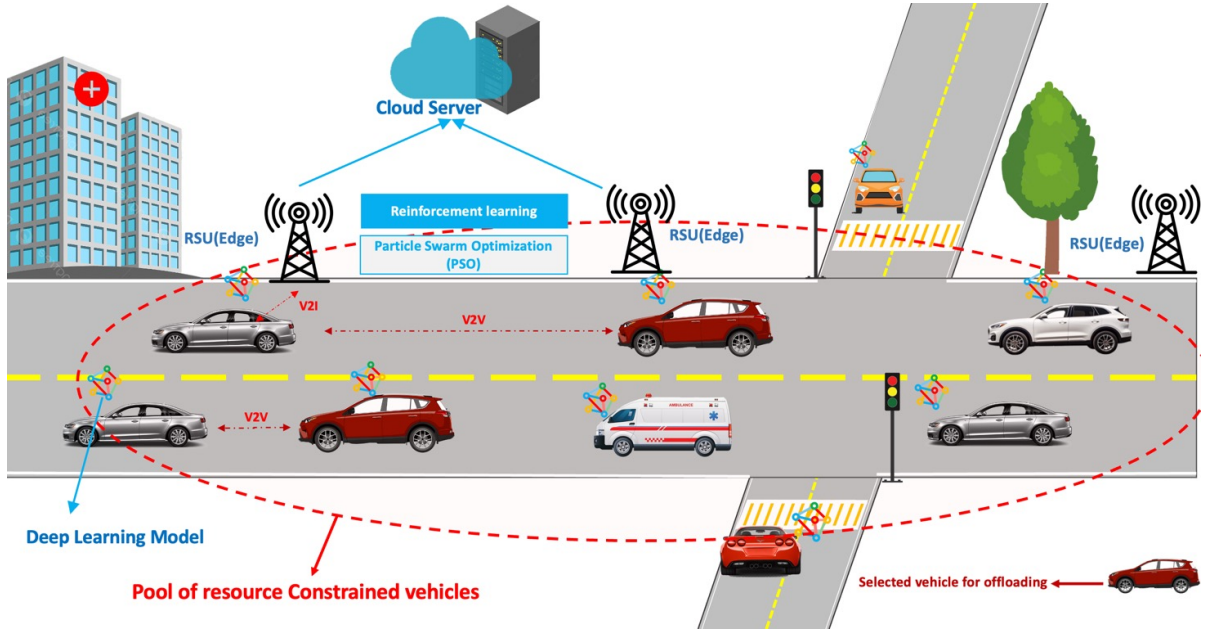 Cloud Server
Reinforcement learning
RSU(Edge)
RSU(Edge)
RSU(Edge)
Particle Swarm Optimization
(PSO)
V2I
V2V
AMBULANCE
V2V
Deep Learning Model
Pool of resource Constrained vehicles
Selected vehicle for offloading